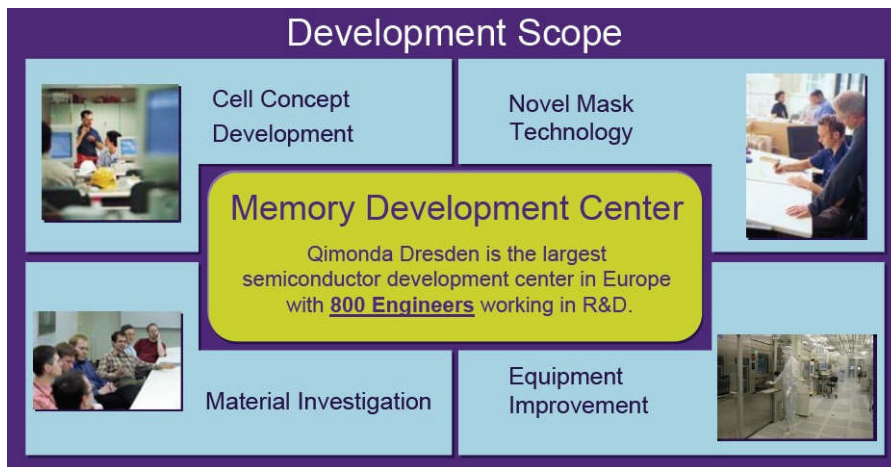 Development Scope
Cell Concept
Development
Novel Mask
Technology
Memory Development Center
Qimonda Dresden is the largest
semiconductor development center in Europe
with 800 Engineers working in R&D.
Material Investigation
Equipment
Improvement